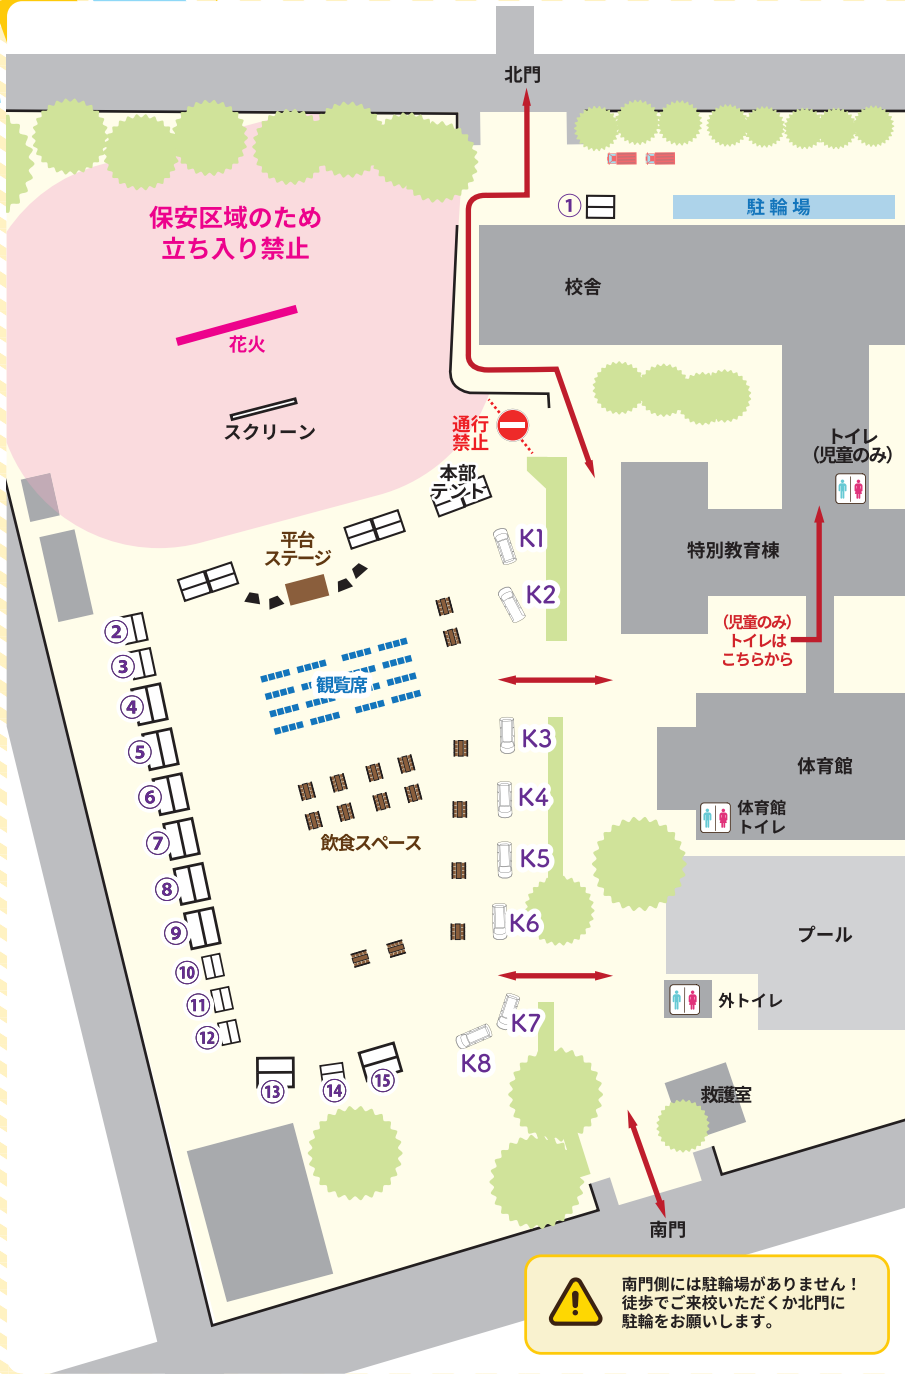 北門
①
駐輪場
保安区域のため
立ち入り禁止
校舎
花火
スクリーン
通行
禁止
トイレ
（児童のみ）
本部
テント
K1
平台
ステージ
特別教育棟
K2
②
（児童のみ）
トイレは
こちらから
③
観覧席
④
K3
⑤
体育館
⑥
K4
体育館
トイレ
⑦
飲食スペース
K5
⑧
⑨
K6
プール
⑩
⑪
外トイレ
K7
⑫
K8
⑬
⑭
⑮
救護室
南門
南門側には駐輪場がありません！
徒歩でご来校いただくか北門に
駐輪をお願いします。